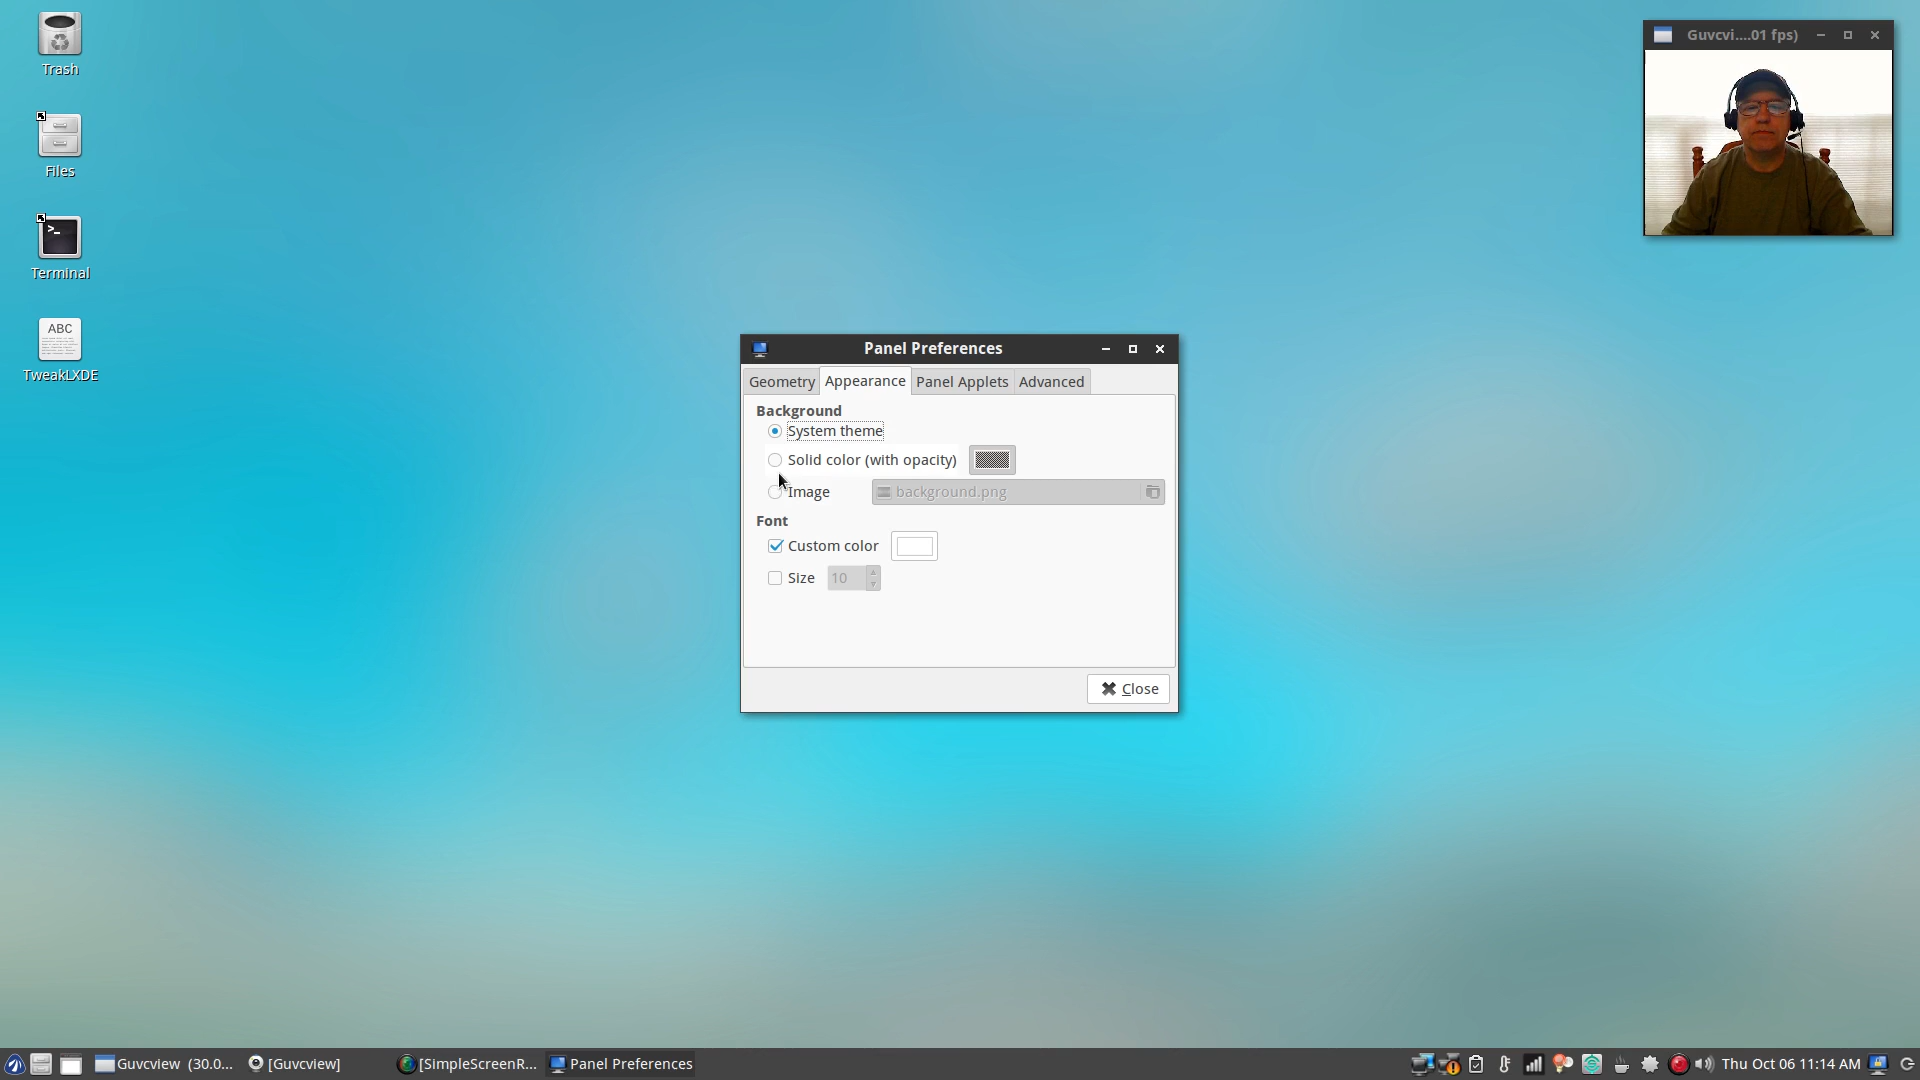 Trash
Files
Terminal
ABC
TweakLXDE
Guvcvi....01 fps)
Panel Preferences
Geometry Appearance Panel Applets Advanced
Background
System theme
Solid color (with opacity)
Image background.png
Font
Custom color
Size 10
Close
Guvcview (30.0... [Guvcview] [SimpleScreenR... Panel Preferences Thu Oct 06 11:14 AM